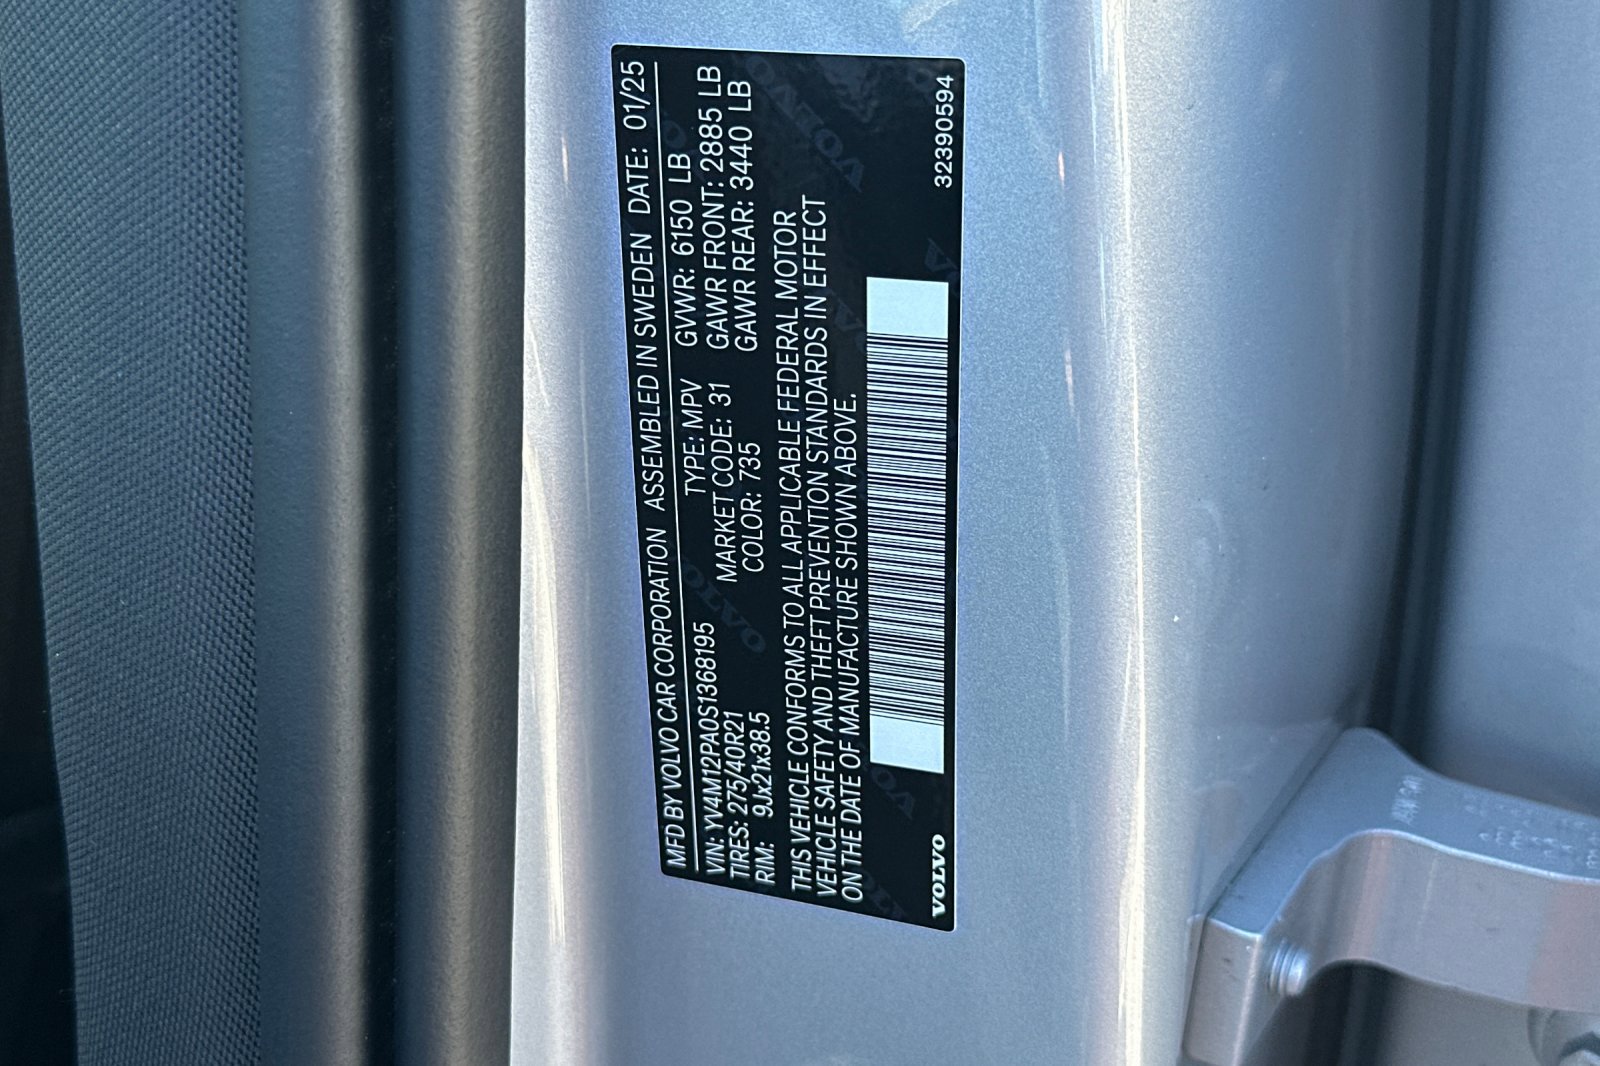 MFD BY VOLVO CAR CORPORATION ASSEMBLED IN SWEDEN DATE: 01/25
VIN: YV4M12PA0S1368195 TYPE: MPV GVWR: 6150 LB
TIRES: 275/40R21 MARKET CODE: 31 GAWR FRONT: 2885 LB
RIM: 9Jx21x38.5 COLOR: 735 GAWR REAR: 3440 LB
THIS VEHICLE CONFORMS TO ALL APPLICABLE FEDERAL MOTOR
VEHICLE SAFETY AND THEFT PREVENTION STANDARDS IN EFFECT
ON THE DATE OF MANUFACTURE SHOWN ABOVE.
VOLVO 32390594